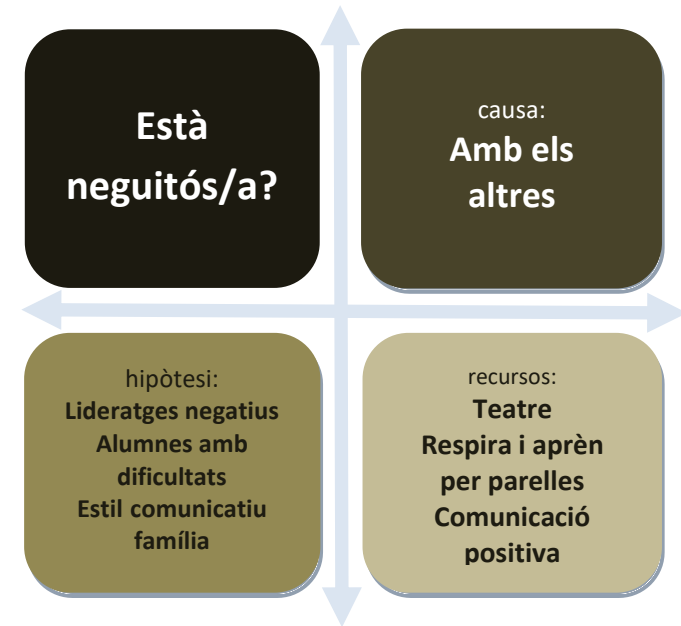 Està
neguitós/a?
causa:
Amb els
altres
hipòtesi:
Lideratges negatius
Alumnes amb
dificultats
Estil comunicatiu
família
recursos:
Teatre
Respira i aprèn
per parelles
Comunicació
positiva